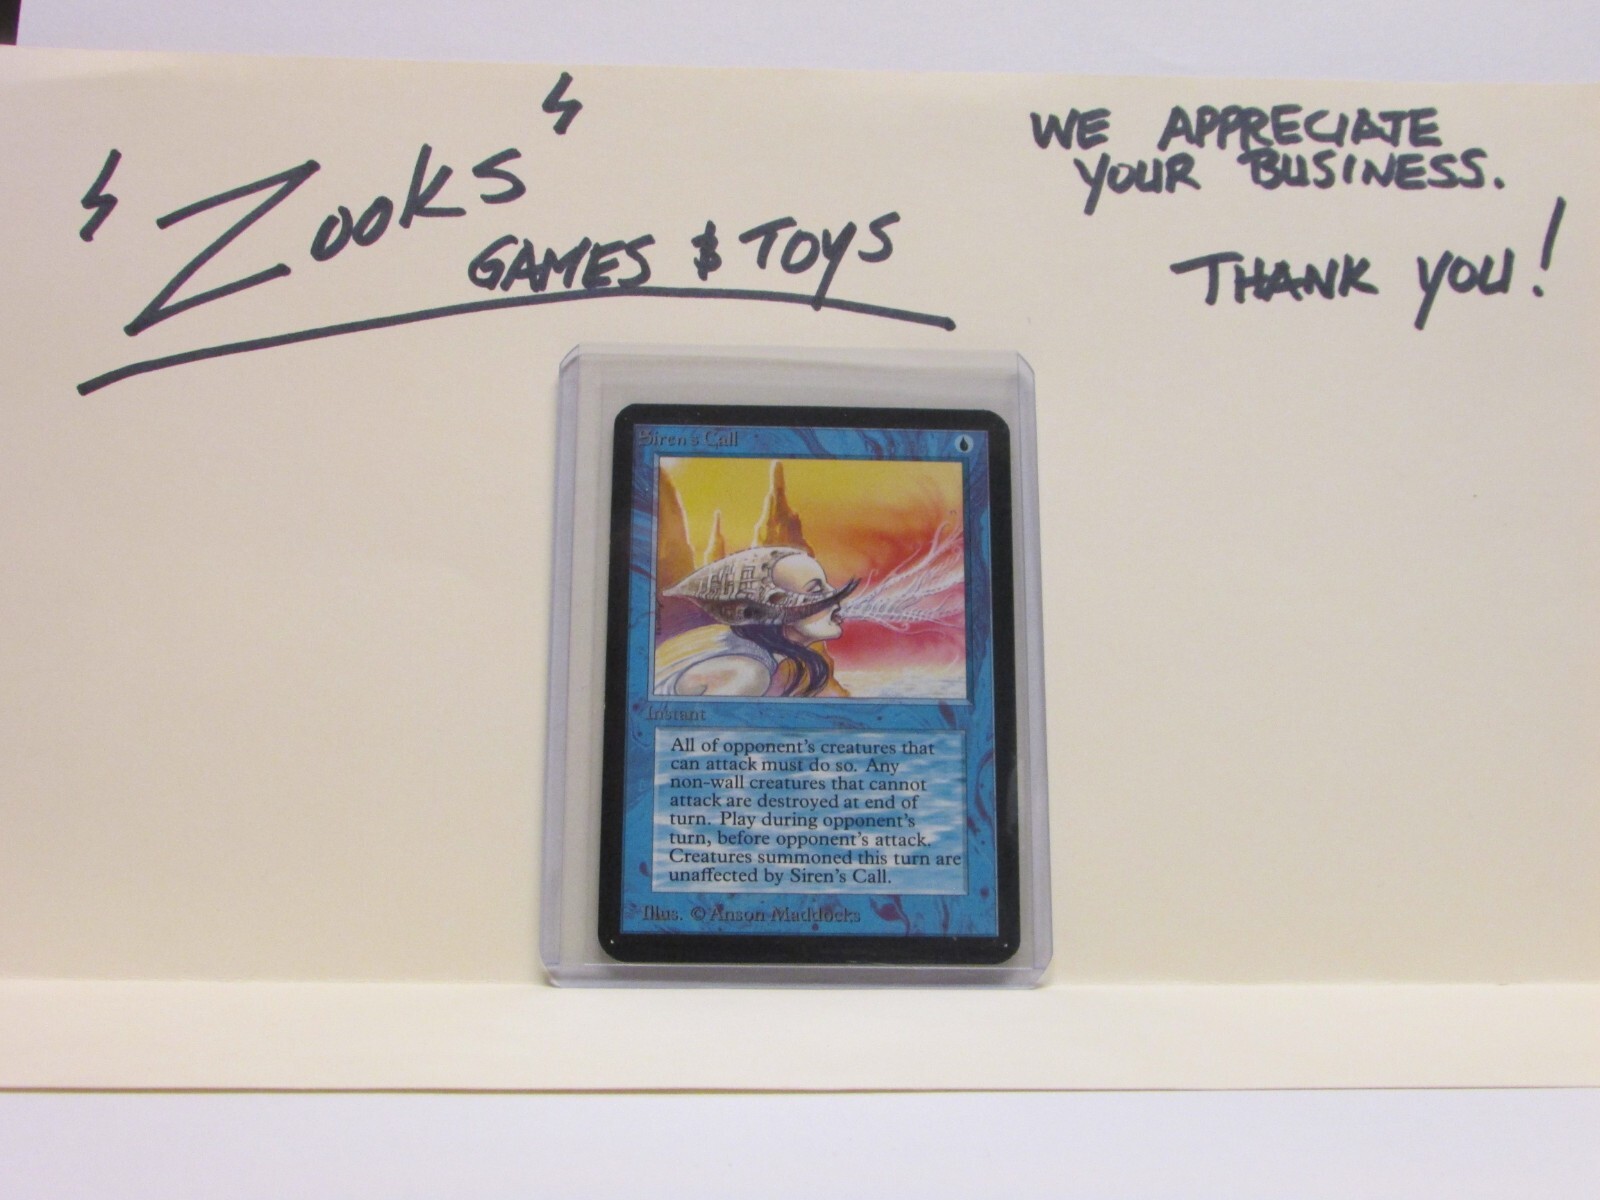 "Zooks"
GAMES & TOYS
WE APPRECIATE
YOUR BUSINESS.
THANK YOU!
Siren's Call
Instant
All of opponent's creatures that
can attack must do so. Any
non-wall creatures that cannot
attack are destroyed at end of
turn. Play during opponent's
turn, before opponent's attack.
Creatures summoned this turn are
unaffected by Siren's Call.
Illus. © Anson Maddocks